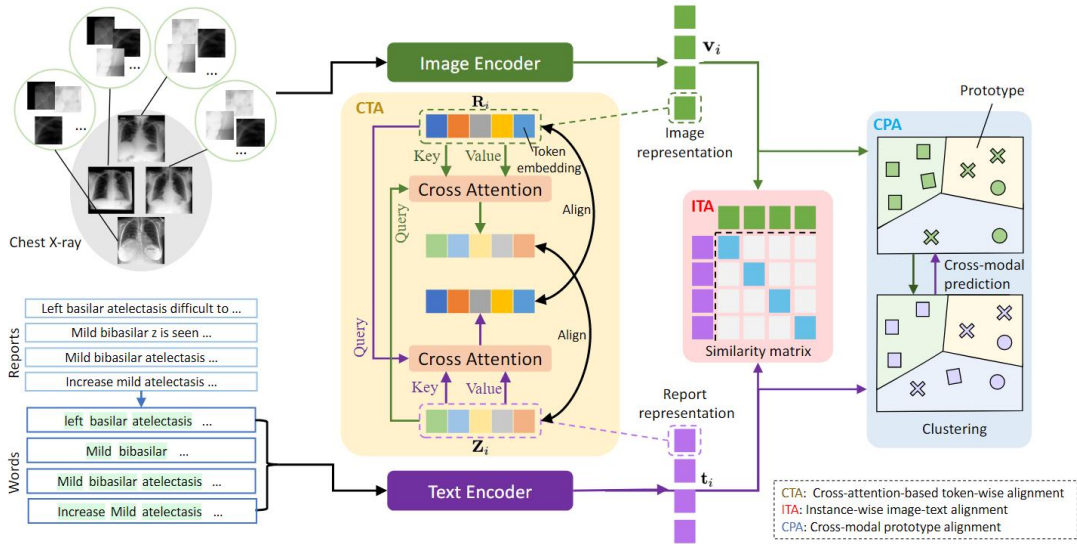 Image Encoder
v_i
CTA
R_i
Prototype
CPA
Key
Value
Token
embedding
Image
representation
Cross Attention
Query
Align
ITA
Chest X-ray
...
...
...
...
Cross-modal
prediction
Reports
Left basilar atelectasis difficult to ...
Mild bibasilar z is seen ...
Mild bibasilar atelectasis ...
Increase mild atelectasis ...
Query
Align
Cross Attention
Key
Value
Similarity matrix
Report
representation
Clustering
Words
left basilar atelectasis ...
Mild bibasilar ...
Mild bibasilar atelectasis ...
Increase Mild atelectasis ...
Z_i
Text Encoder
t_i
CTA: Cross-attention-based token-wise alignment
ITA: Instance-wise image-text alignment
CPA: Cross-modal prototype alignment